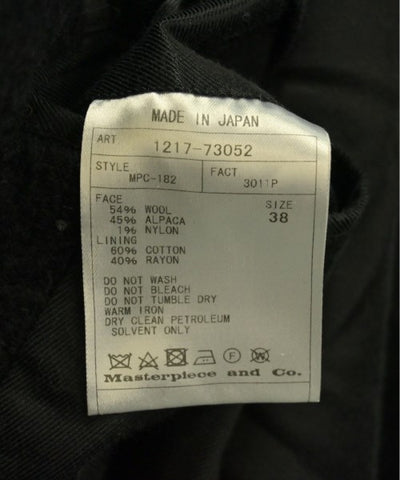 MADE IN JAPAN
ART 1217-73052
STYLE FACT
MPC-182 3011P
FACE SIZE
54% WOOL 38
45% ALPACA
1% NYLON
LINING
60% COTTON
40% RAYON
DO NOT WASH
DO NOT BLEACH
DO NOT TUMBLE DRY
WARM IRON
DRY CLEAN PETROLEUM
SOLVENT ONLY
F
Masterpiece and Co.